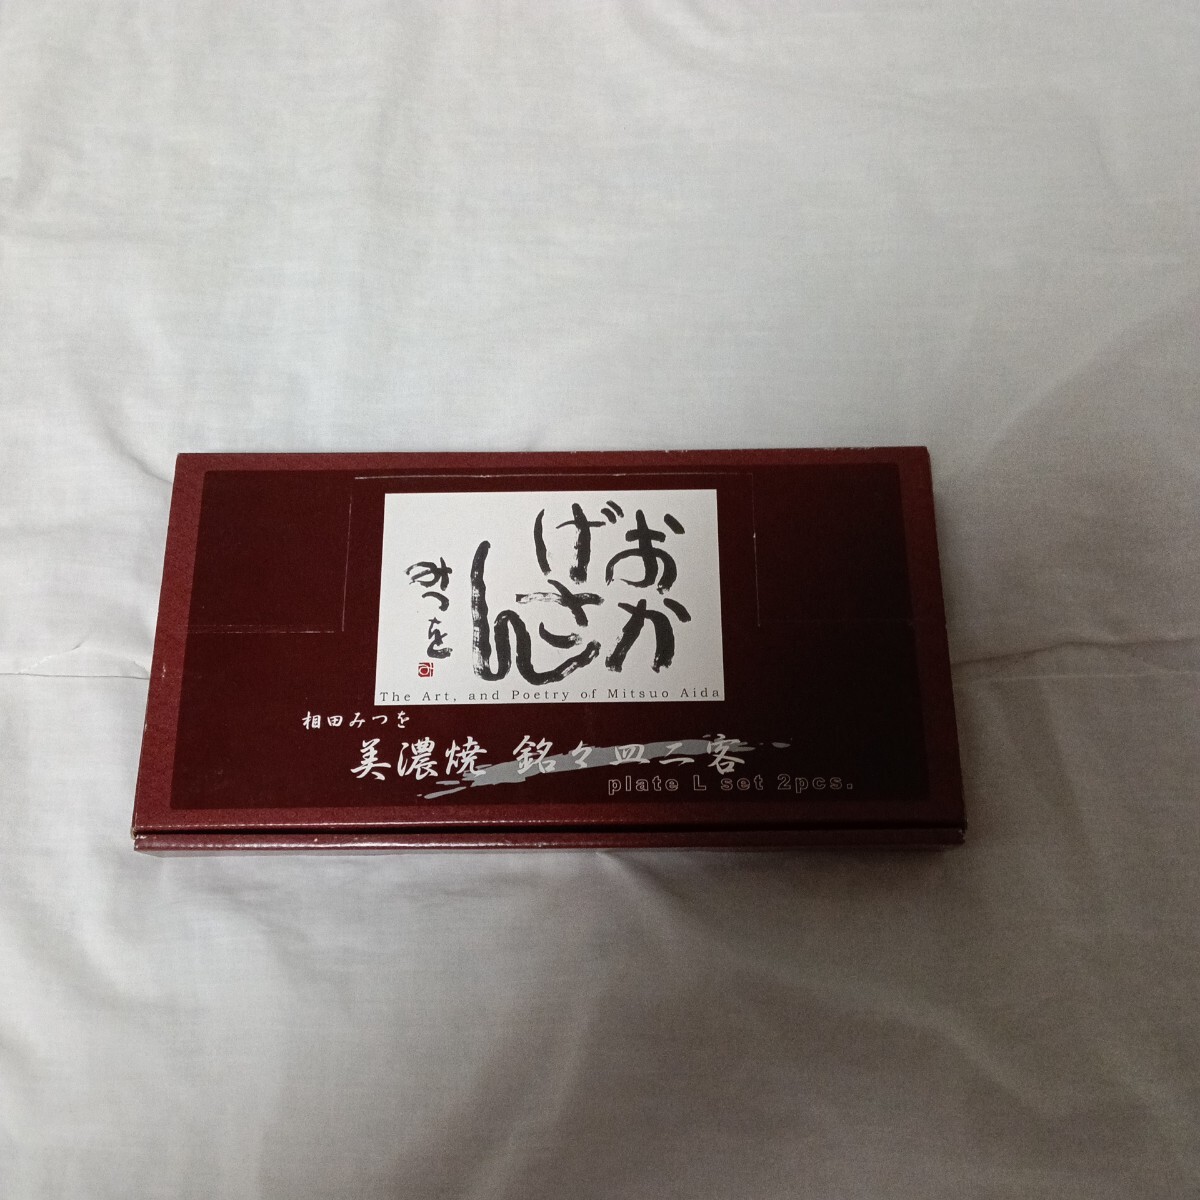 おか
げさ
ん
みつを
The Art, and Poetry of Mitsuo Aida
相田みつを
美濃焼 銘々皿二客
plate L set 2pcs.